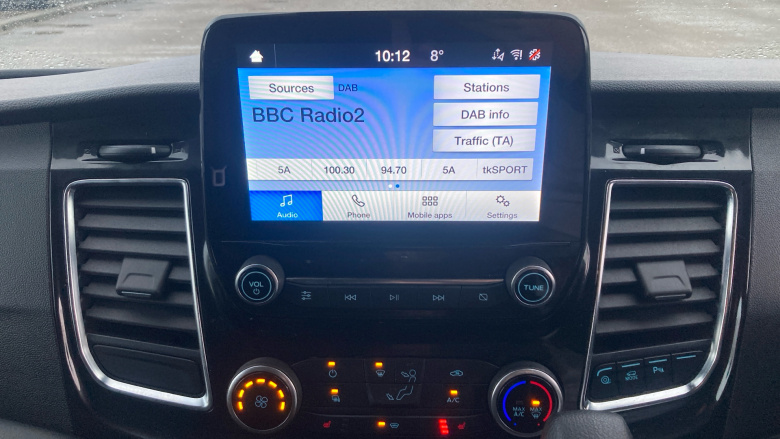 10:12 8°
Sources DAB Stations
BBC Radio2 DAB info
Traffic (TA)
5A 100.30 94.70 5A tkSPORT
Audio Phone Mobile apps Settings
VOL TUNE
A/C
MAX A/C MAX